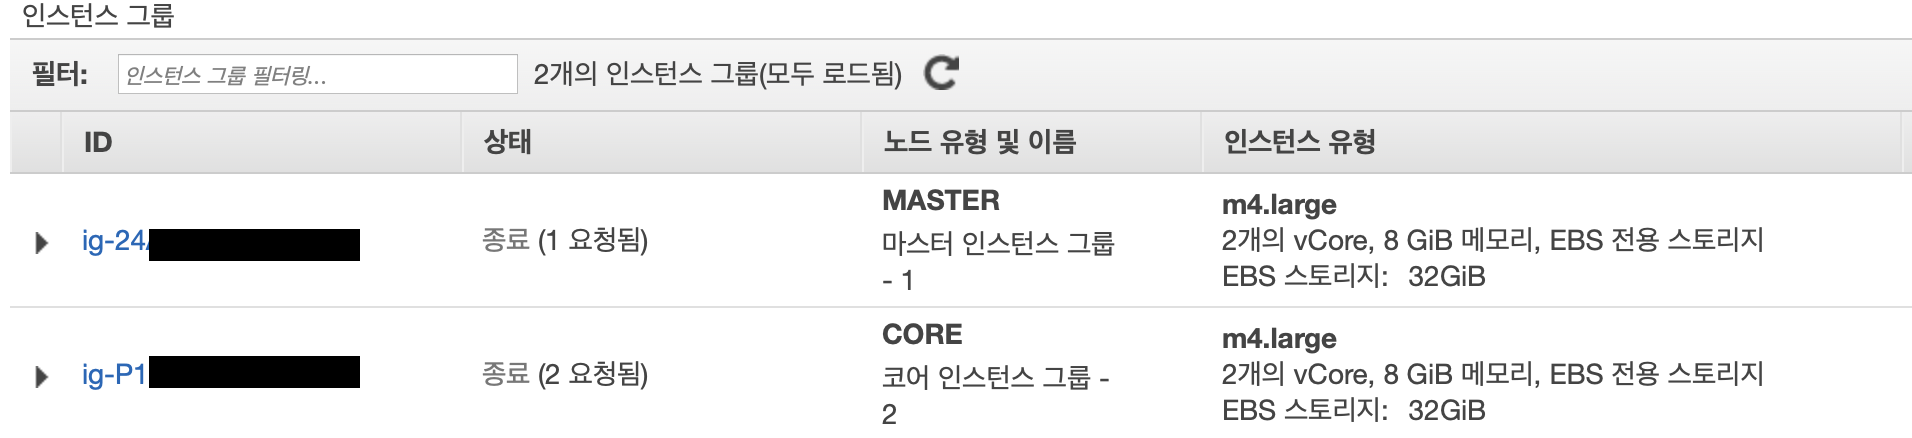 인스턴스 그룹
필터: 인스턴스 그룹 필터링... 2개의 인스턴스 그룹(모두 로드됨)
ID 상태 노드 유형 및 이름 인스턴스 유형
ig-24 종료 (1 요청됨) MASTER m4.large
마스터 인스턴스 그룹 2개의 vCore, 8 GiB 메모리, EBS 전용 스토리지
- 1 EBS 스토리지: 32GiB
ig-P1 종료 (2 요청됨) CORE m4.large
코어 인스턴스 그룹 - 2개의 vCore, 8 GiB 메모리, EBS 전용 스토리지
2 EBS 스토리지: 32GiB